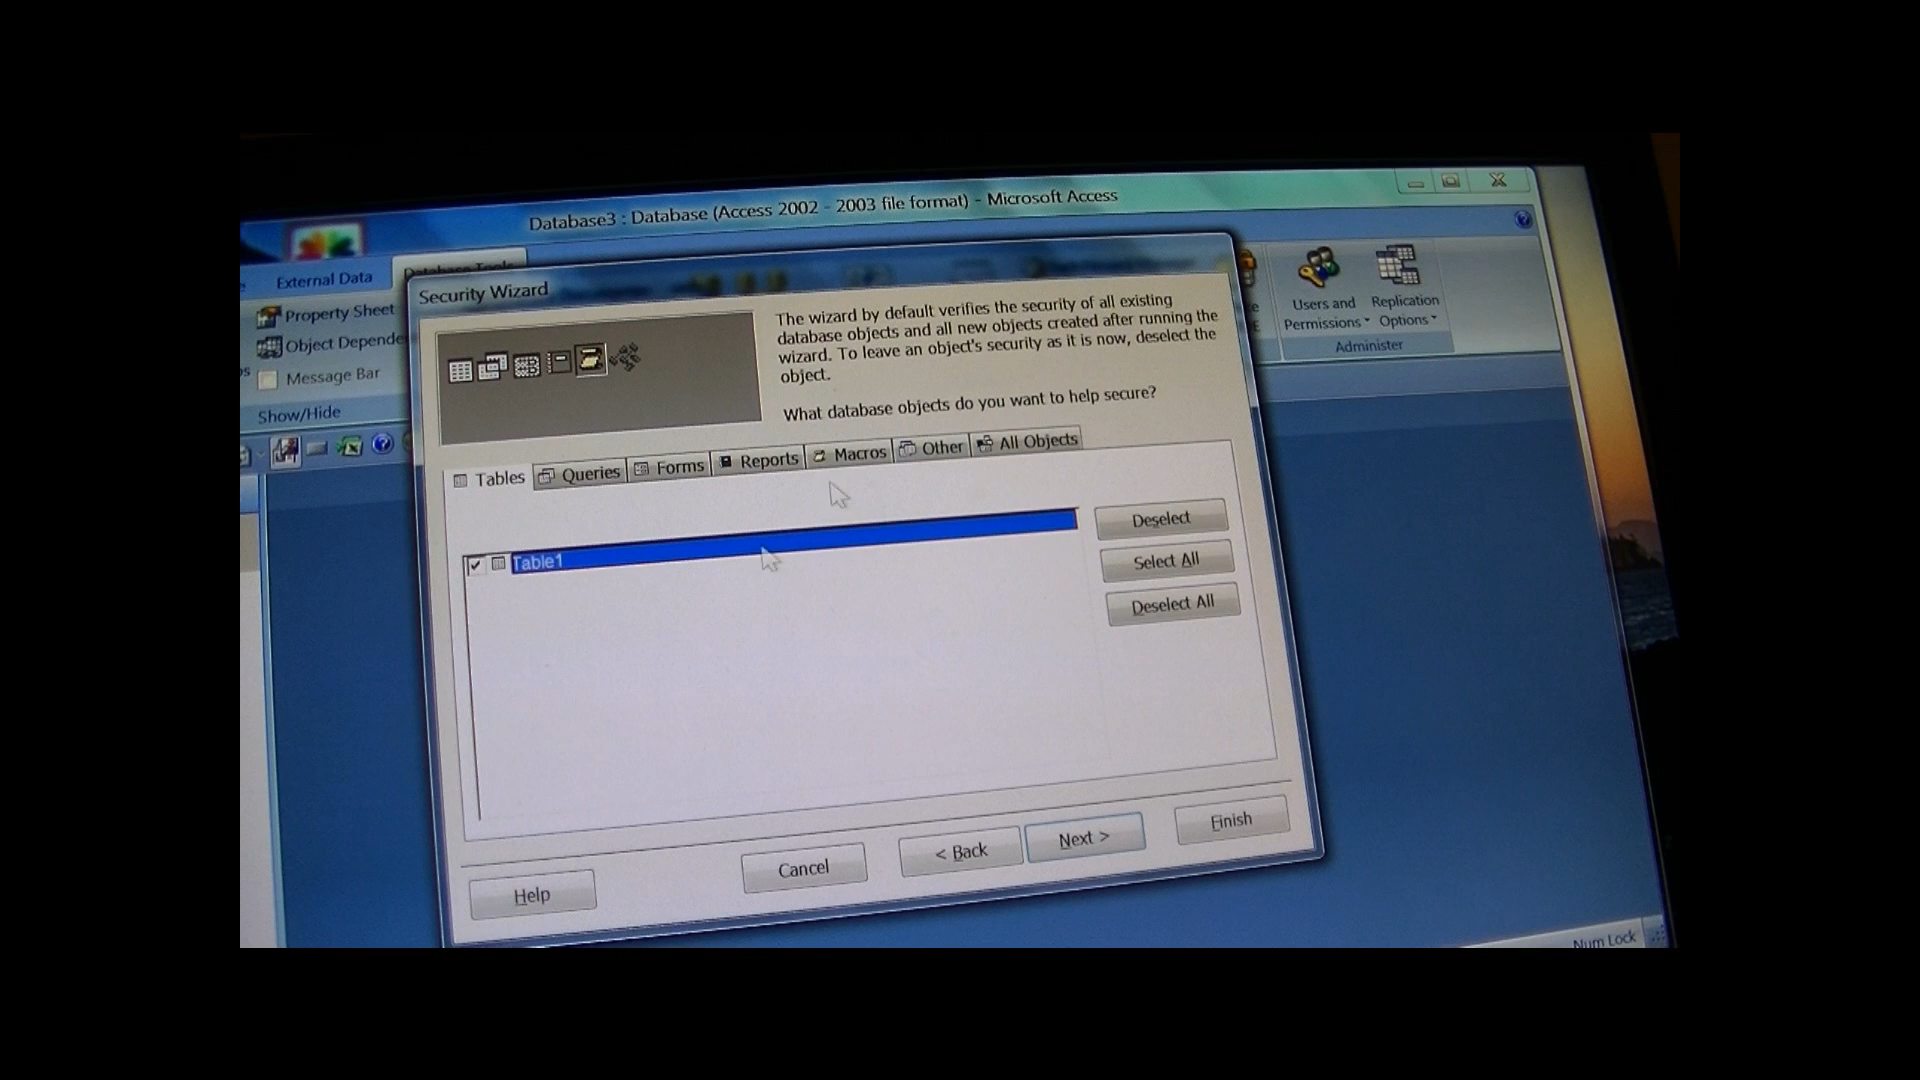 Database3 : Database (Access 2002 - 2003 file format) - Microsoft Access
External Data
Database Tools
Property Sheet
Object Depende
Message Bar
Show/Hide
Users and
Permissions
Replication
Options
Administer
Security Wizard
The wizard by default verifies the security of all existing
database objects and all new objects created after running the
wizard. To leave an object's security as it is now, deselect the
object.
What database objects do you want to help secure?
Tables Queries Forms Reports Macros Other All Objects
Table1
Deselect
Select All
Deselect All
Help Cancel < Back Next > Finish
Num Lock